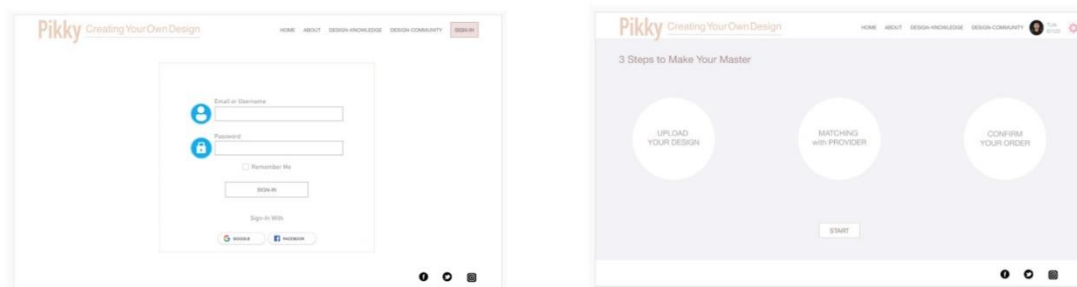 Pikky Creating Your Own Design
HOME ABOUT DESIGN-KNOWLEDGE DESIGN-COMMUNITY SIGN-IN
Email or Username
Password
Remember Me
SIGN-IN
Sign-In With
GOOGLE FACEBOOK
Pikky Creating Your Own Design
HOME ABOUT DESIGN-KNOWLEDGE DESIGN-COMMUNITY
3 Steps to Make Your Master
UPLOAD
YOUR DESIGN
MATCHING
with PROVIDER
CONFIRM
YOUR ORDER
START